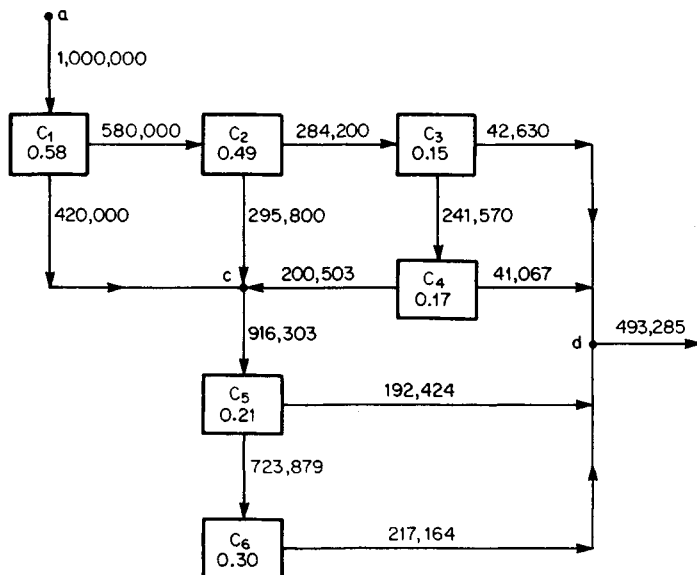 a
1,000,000
C1
0.58
580,000
C2
0.49
284,200
C3
0.15
42,630
420,000
295,800
241,570
c
200,503
C4
0.17
41,067
916,303
d
493,285
C5
0.21
192,424
723,879
C6
0.30
217,164